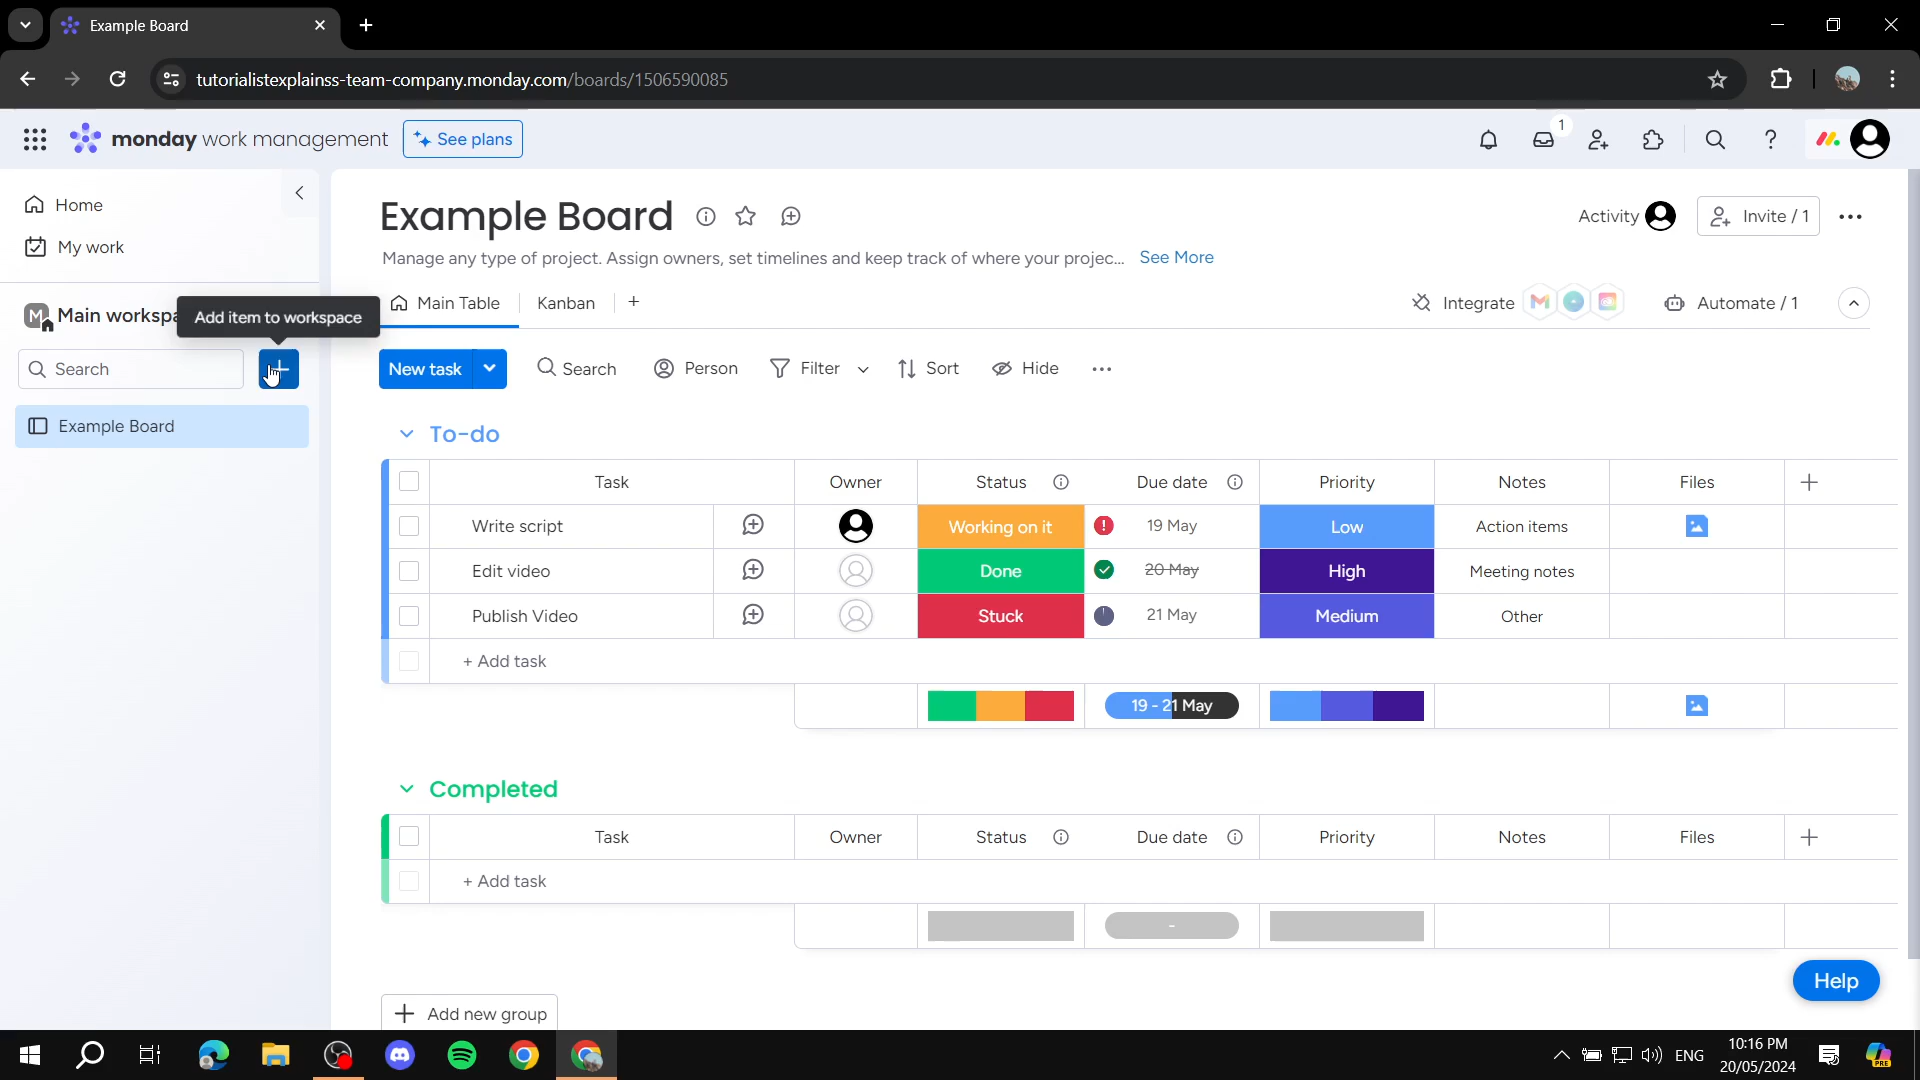 Example Board
tutorialistexplainss-team-company.monday.com/boards/1506590085
monday work management
See plans
1
Home
My work
Main workspa
Add item to workspace
Search
Example Board
Example Board
Activity
Invite / 1
Manage any type of project. Assign owners, set timelines and keep track of where your projec... See More
Main Table
Kanban
Integrate
Automate / 1
New task
Search
Person
Filter
Sort
Hide
To-do
Task Owner Status Due date Priority Notes Files
Write script Working on it 19 May Low Action items
Edit video Done 20 May High Meeting notes
Publish Video Stuck 21 May Medium Other
+ Add task
19 - 21 May
Completed
Task Owner Status Due date Priority Notes Files
+ Add task
-
Help
Add new group
ENG
10:16 PM
20/05/2024
PRE